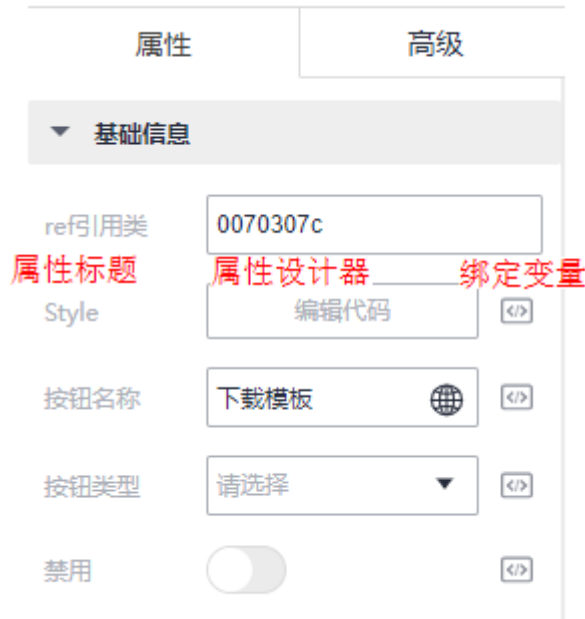 属性 高级
基础信息
ref引用类 0070307c
属性标题 属性设计器 绑定变量
Style 编辑代码 </>
按钮名称 下载模板 </>
按钮类型 请选择 </>
禁用 </>